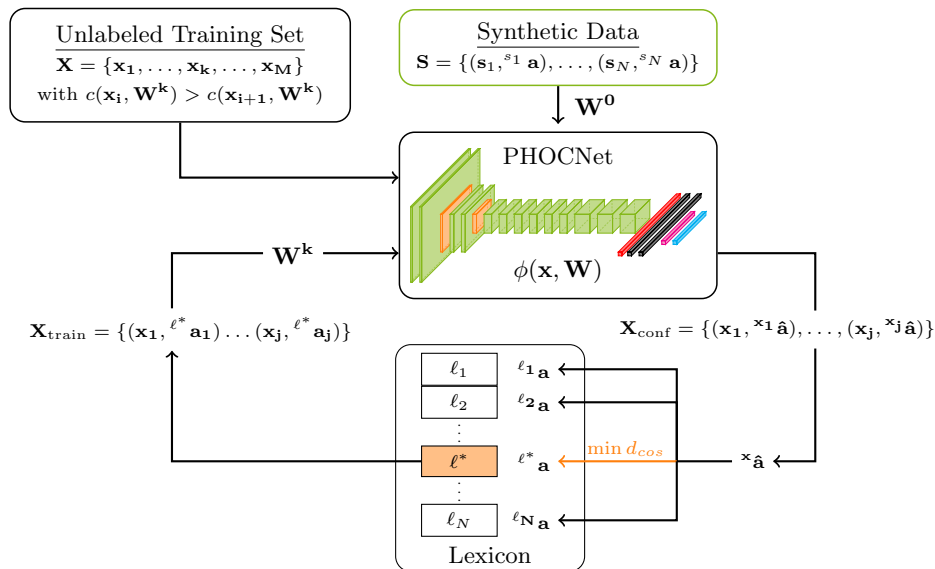 Unlabeled Training Set
X = {x₁, . . . , xₖ, . . . , x_M}
with c(xᵢ, Wᵏ) > c(xᵢ₊₁, Wᵏ)
Synthetic Data
S = {(s₁,^{s₁} a), . . . , (s_N,^{s_N} a)}
W⁰
PHOCNet
ϕ(x, W)
Wᵏ
X_train = {(x₁, ^{ℓ*}a₁) . . . (xⱼ, ^{ℓ*}aⱼ)}
X_conf = {(x₁, ^{x₁}â), . . . , (xⱼ, ^{xⱼ}â)}
ℓ₁ ^{ℓ₁}a
ℓ₂ ^{ℓ₂}a
ℓ* ^{ℓ*}a min d_cos ^{x}â
ℓ_N ^{ℓ_N}a
Lexicon